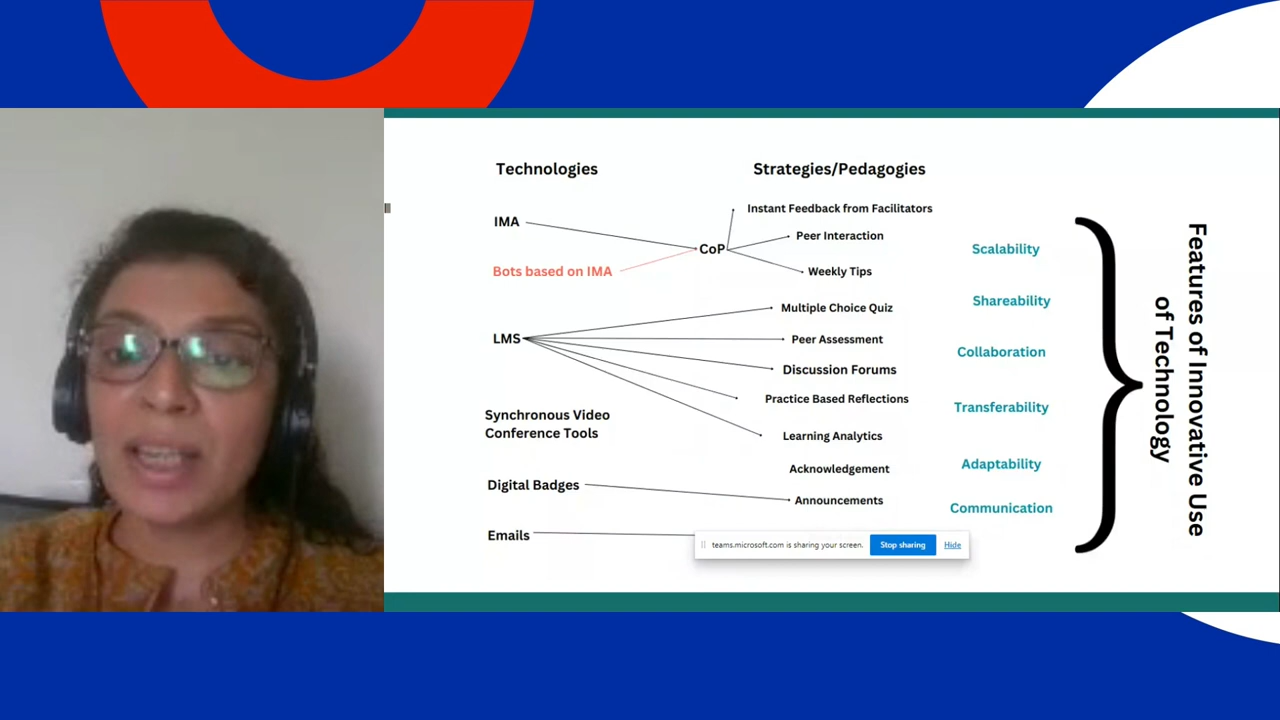 Technologies
Strategies/Pedagogies
IMA
Instant Feedback from Facilitators
Peer Interaction
CoP
Bots based on IMA
Weekly Tips
Multiple Choice Quiz
LMS
Peer Assessment
Discussion Forums
Practice Based Reflections
Synchronous Video
Conference Tools
Learning Analytics
Acknowledgement
Digital Badges
Announcements
Emails
teams.microsoft.com is sharing your screen.
Stop sharing
Hide
Scalability
Shareability
Collaboration
Transferability
Adaptability
Communication
Features of Innovative Use
of Technology